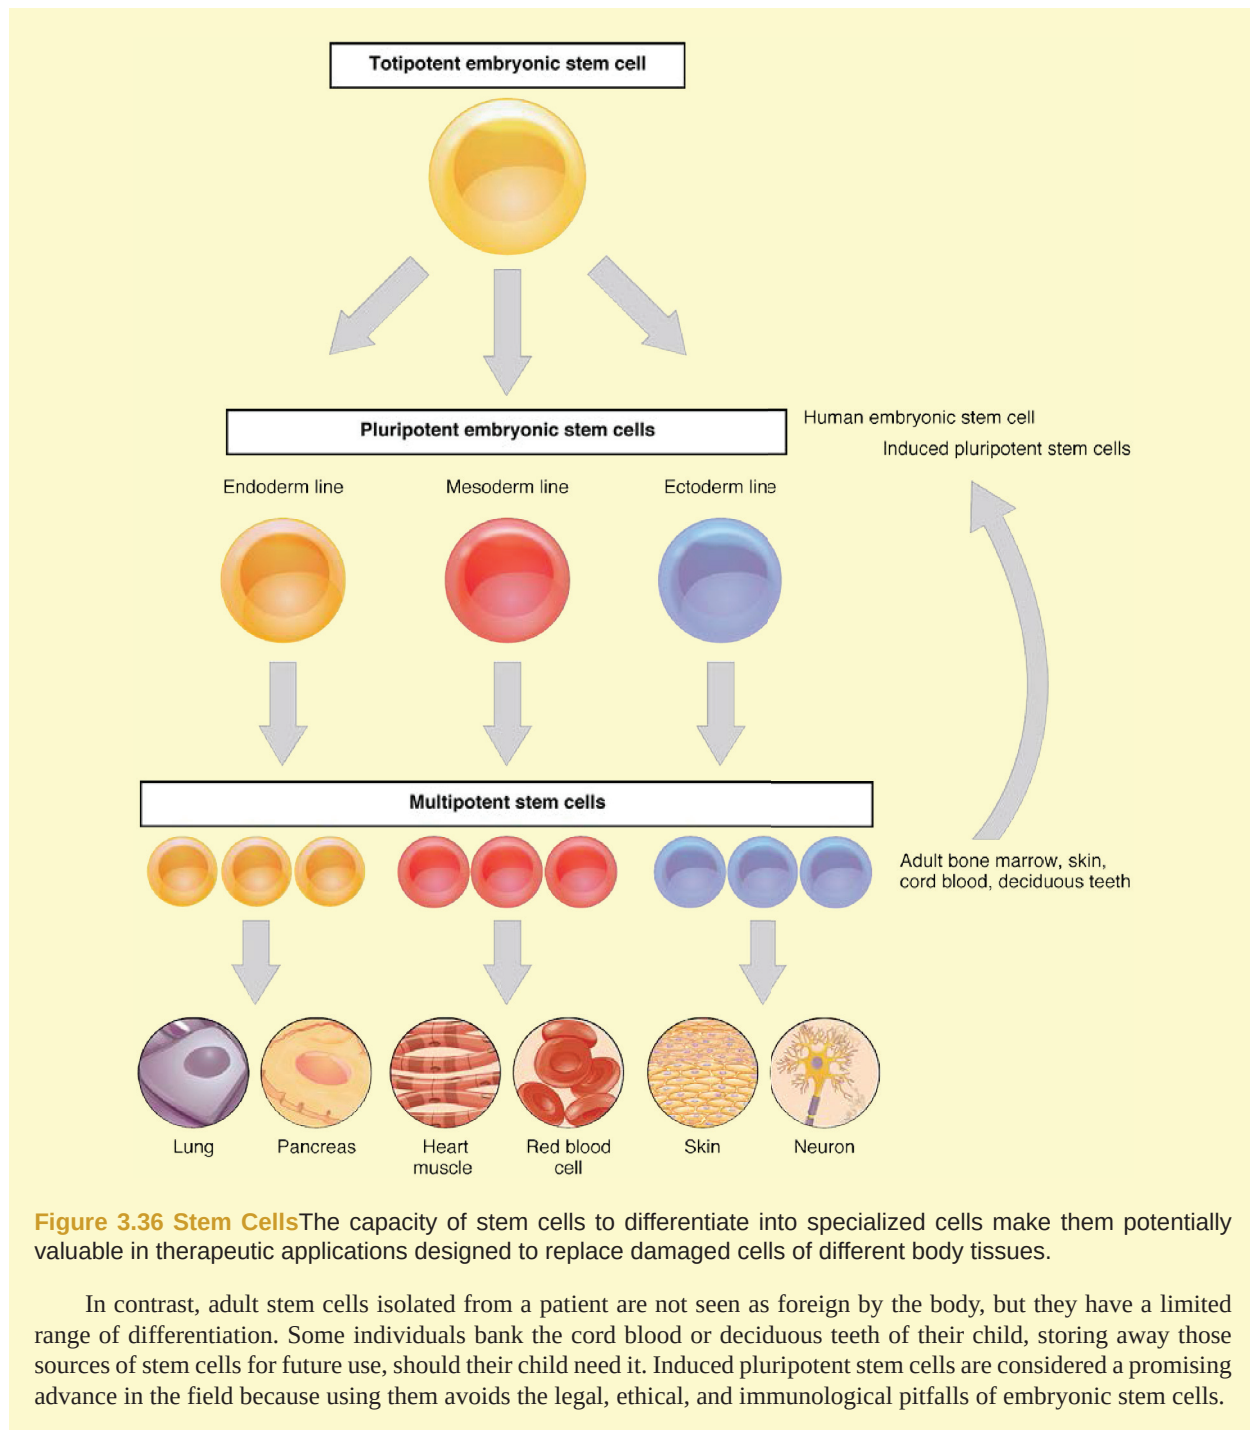 Totipotent embryonic stem cell
Pluripotent embryonic stem cells
Human embryonic stem cell
Induced pluripotent stem cells
Endoderm line
Mesoderm line
Ectoderm line
Multipotent stem cells
Adult bone marrow, skin,
cord blood, deciduous teeth
Lung
Pancreas
Heart
muscle
Red blood
cell
Skin
Neuron
Figure 3.36 Stem CellsThe capacity of stem cells to differentiate into specialized cells make them potentially
valuable in therapeutic applications designed to replace damaged cells of different body tissues.
In contrast, adult stem cells isolated from a patient are not seen as foreign by the body, but they have a limited
range of differentiation. Some individuals bank the cord blood or deciduous teeth of their child, storing away those
sources of stem cells for future use, should their child need it. Induced pluripotent stem cells are considered a promising
advance in the field because using them avoids the legal, ethical, and immunological pitfalls of embryonic stem cells.